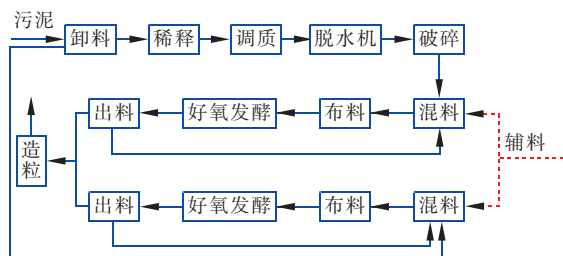 污泥
卸料
稀释
调质
脱水机
破碎
出料
好氧发酵
布料
混料
辅料
造粒
出料
好氧发酵
布料
混料